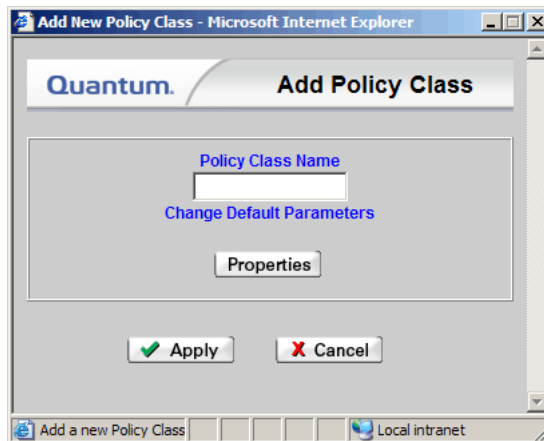 Add New Policy Class - Microsoft Internet Explorer
Quantum.
Add Policy Class
Policy Class Name
Change Default Parameters
Properties
Apply
Cancel
Add a new Policy Class
Local intranet